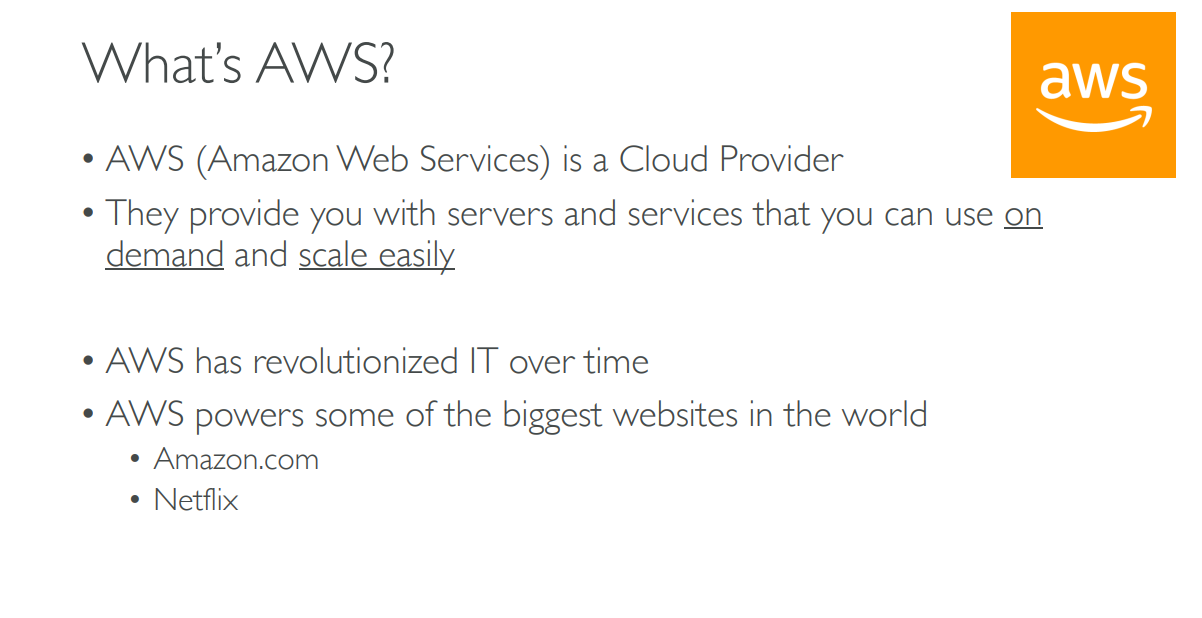 What’s AWS?
aws
• AWS (Amazon Web Services) is a Cloud Provider
• They provide you with servers and services that you can use on
demand and scale easily
• AWS has revolutionized IT over time
• AWS powers some of the biggest websites in the world
• Amazon.com
• Netflix